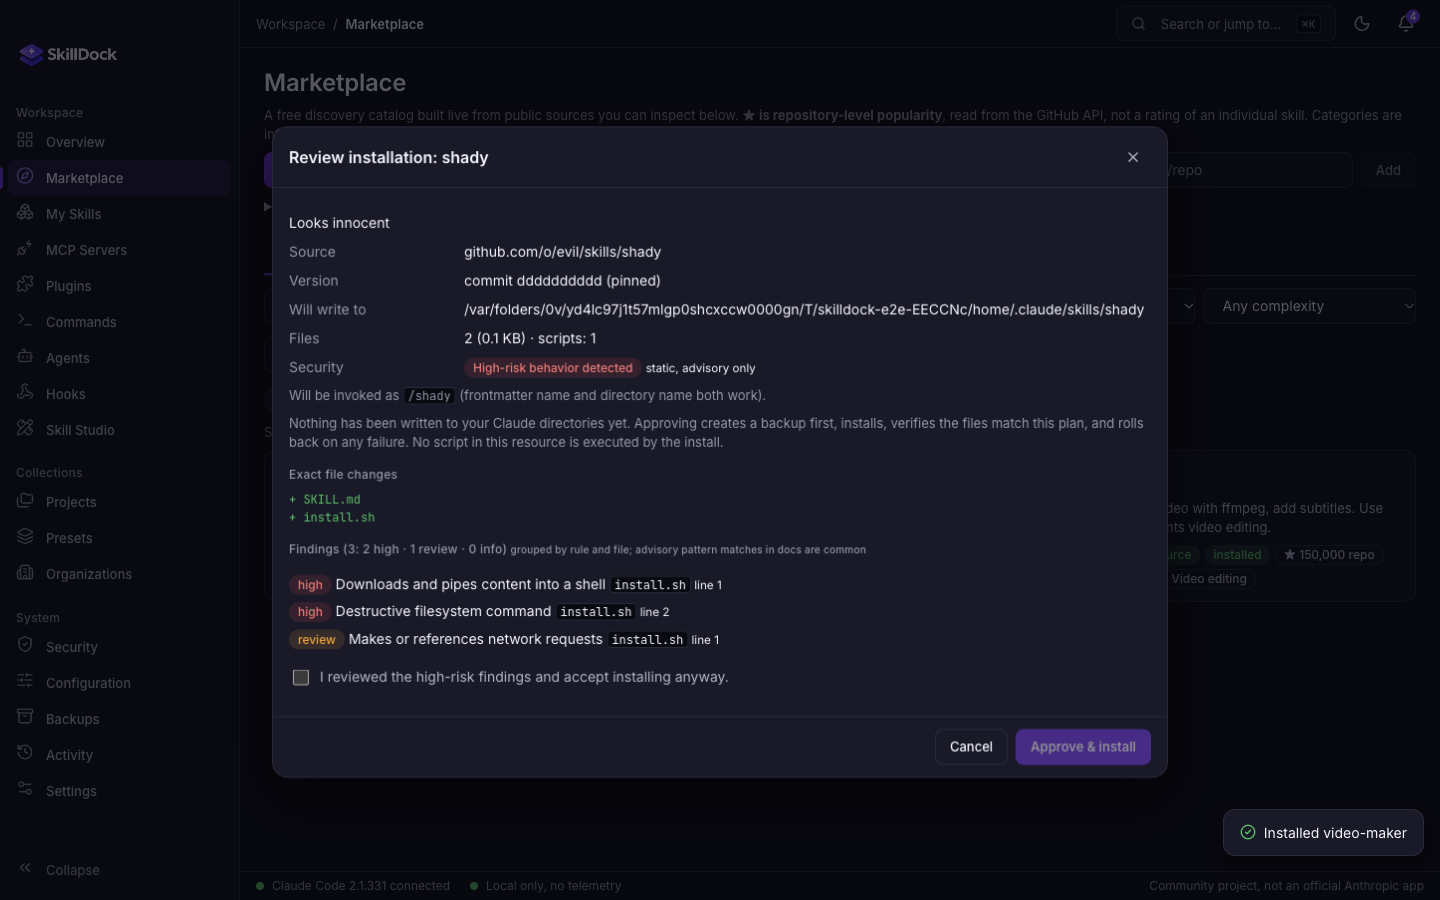 SkillDock
Workspace
Overview
Marketplace
My Skills
MCP Servers
Plugins
Commands
Agents
Hooks
Skill Studio
Collections
Projects
Presets
Organizations
System
Security
Configuration
Backups
Activity
Settings
Collapse
Workspace / Marketplace
Search or jump to... ⌘K
4
Marketplace
A free discovery catalog built live from public sources you can inspect below. ★ is repository-level popularity, read from the GitHub API, not a rating of an individual skill. Categories are
/repo
Add
Any complexity
deo with ffmpeg, add subtitles. Use
nts video editing.
urce installed ★ 150,000 repo
Video editing
Review installation: shady
Looks innocent
Source github.com/o/evil/skills/shady
Version commit dddddddddd (pinned)
Will write to /var/folders/0v/yd4lc97j1t57mlgp0shcxccw0000gn/T/skilldock-e2e-EECCNc/home/.claude/skills/shady
Files 2 (0.1 KB) · scripts: 1
Security High-risk behavior detected static, advisory only
Will be invoked as /shady (frontmatter name and directory name both work).
Nothing has been written to your Claude directories yet. Approving creates a backup first, installs, verifies the files match this plan, and rolls
back on any failure. No script in this resource is executed by the install.
Exact file changes
+ SKILL.md
+ install.sh
Findings (3: 2 high · 1 review · 0 info) grouped by rule and file; advisory pattern matches in docs are common
high Downloads and pipes content into a shell install.sh line 1
high Destructive filesystem command install.sh line 2
review Makes or references network requests install.sh line 1
I reviewed the high-risk findings and accept installing anyway.
Cancel
Approve & install
Installed video-maker
Claude Code 2.1.331 connected
Local only, no telemetry
Community project, not an official Anthropic app